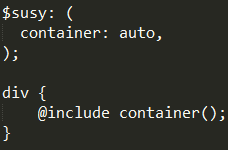 $susy: (
  container: auto,
);

div {
    @include container();
}